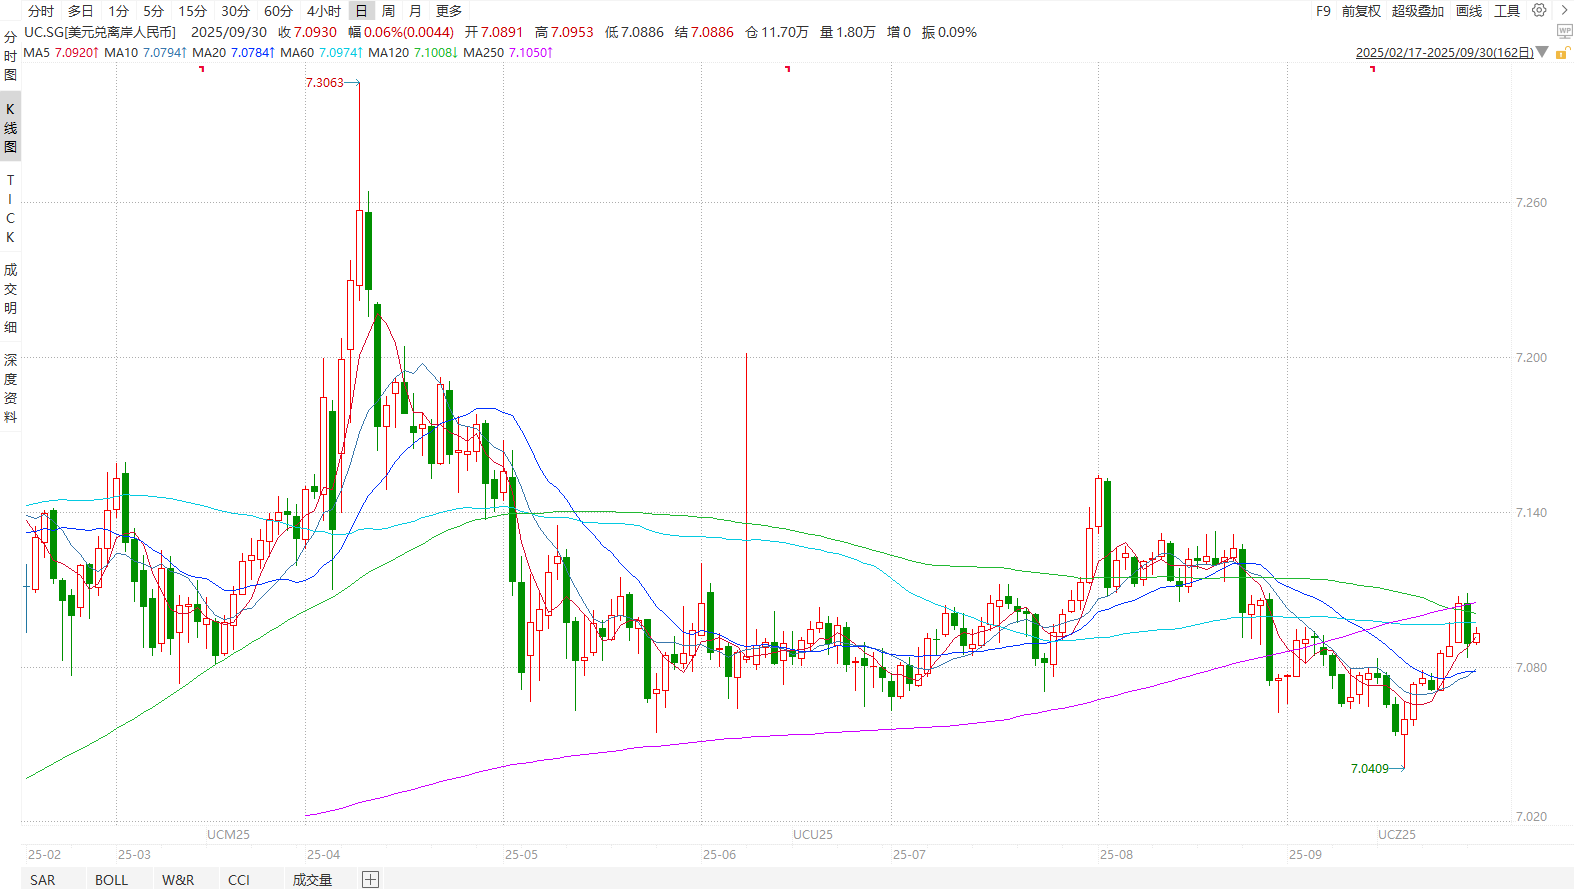 分时 多日 1分 5分 15分 30分 60分 4小时 日 周 月 更多 F9 前复权 超级叠加 画线 工具
UC.SG[美元兑离岸人民币] 2025/09/30 收 7.0930 幅 0.06%(0.0044) 开 7.0891 高 7.0953 低 7.0886 结 7.0886 仓 11.70万 量 1.80万 增 0 振 0.09%
WP
MA5 7.0920↑ MA10 7.0794↑ MA20 7.0784↑ MA60 7.0974↑ MA120 7.1008↓ MA250 7.1050↑
2025/02/17-2025/09/30(162日)
分时图
K线图
TICK
成交明细
深度资料
7.3063
7.260
7.200
7.140
7.080
7.0409
7.020
UCM25 UCU25 UCZ25
25-02 25-03 25-04 25-05 25-06 25-07 25-08 25-09
SAR BOLL W&R CCI 成交量